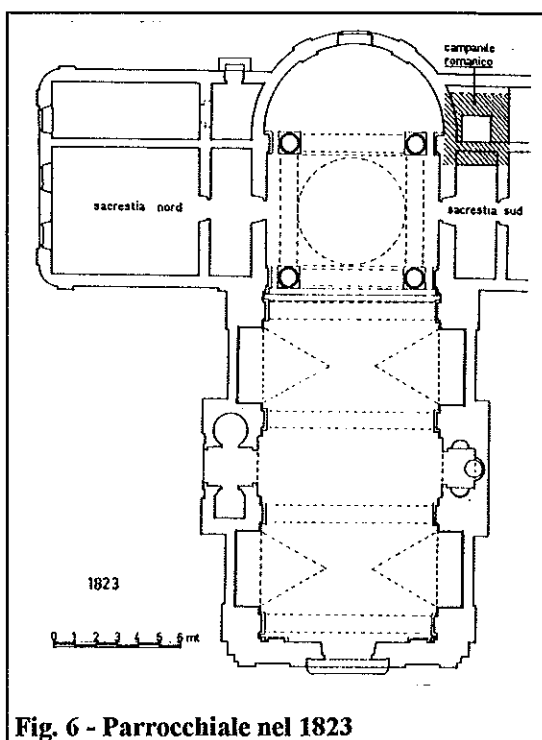 campanile
romanico
sacrestia nord
sacrestia sud
1823
0 1 2 3 4 5 6 mt
Fig. 6 - Parrocchiale nel 1823